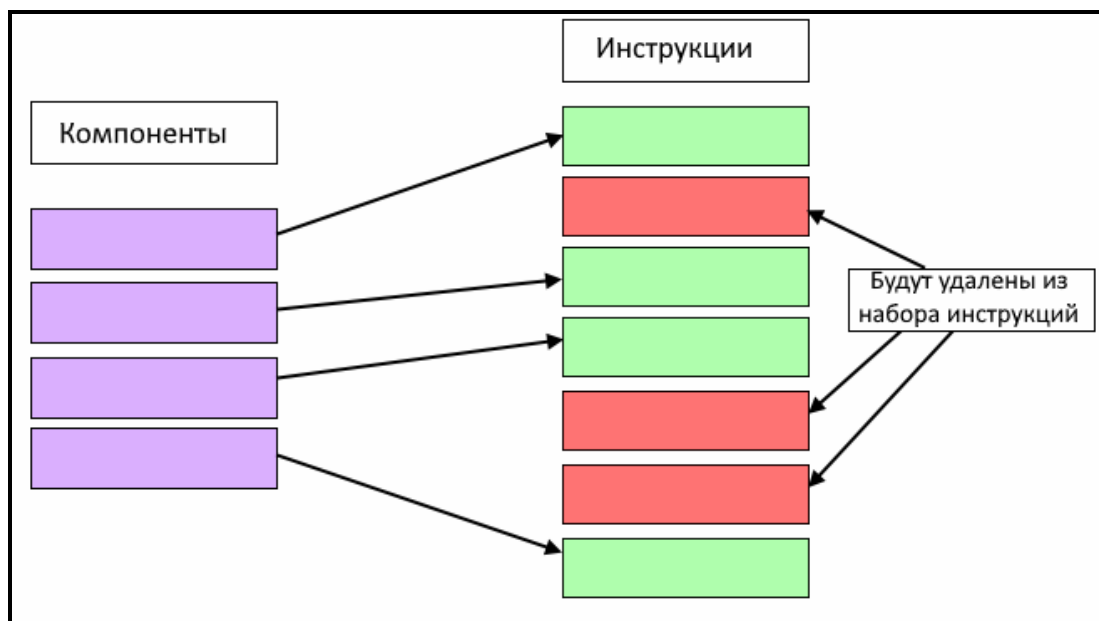 Инструкции
Компоненты
Будут удалены из
набора инструкций